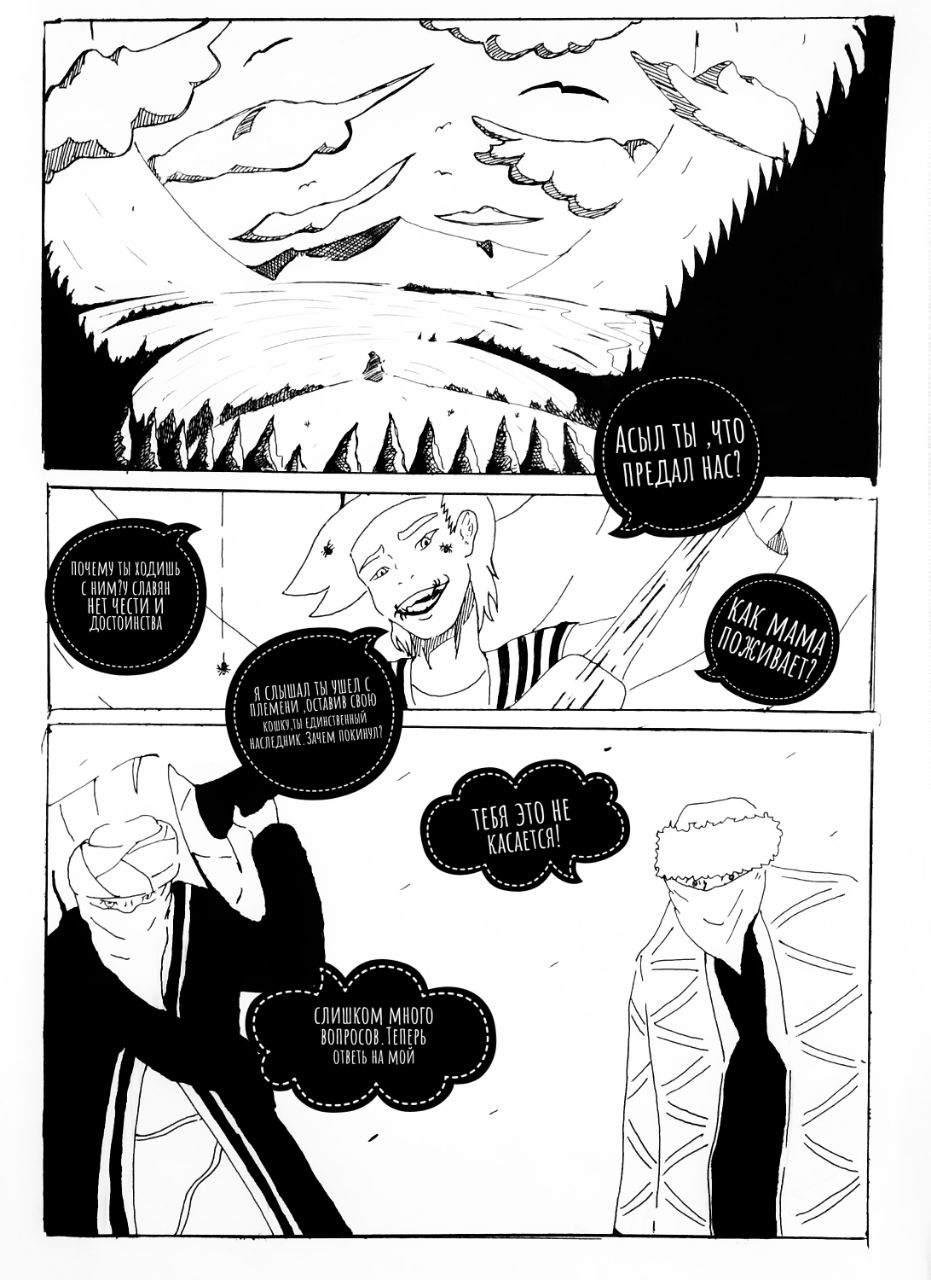 Асыл ты ,что
предал нас?
почему ты ходишь
с ним?у славян
нет чести и
достоинства
как мама
поживает?
я слышал ты ушел с
племени ,оставив свою
кошку,ты единственный
наследник.Зачем покинул?
тебя это не
касается!
слишком много
вопросов.Теперь
ответь на мой